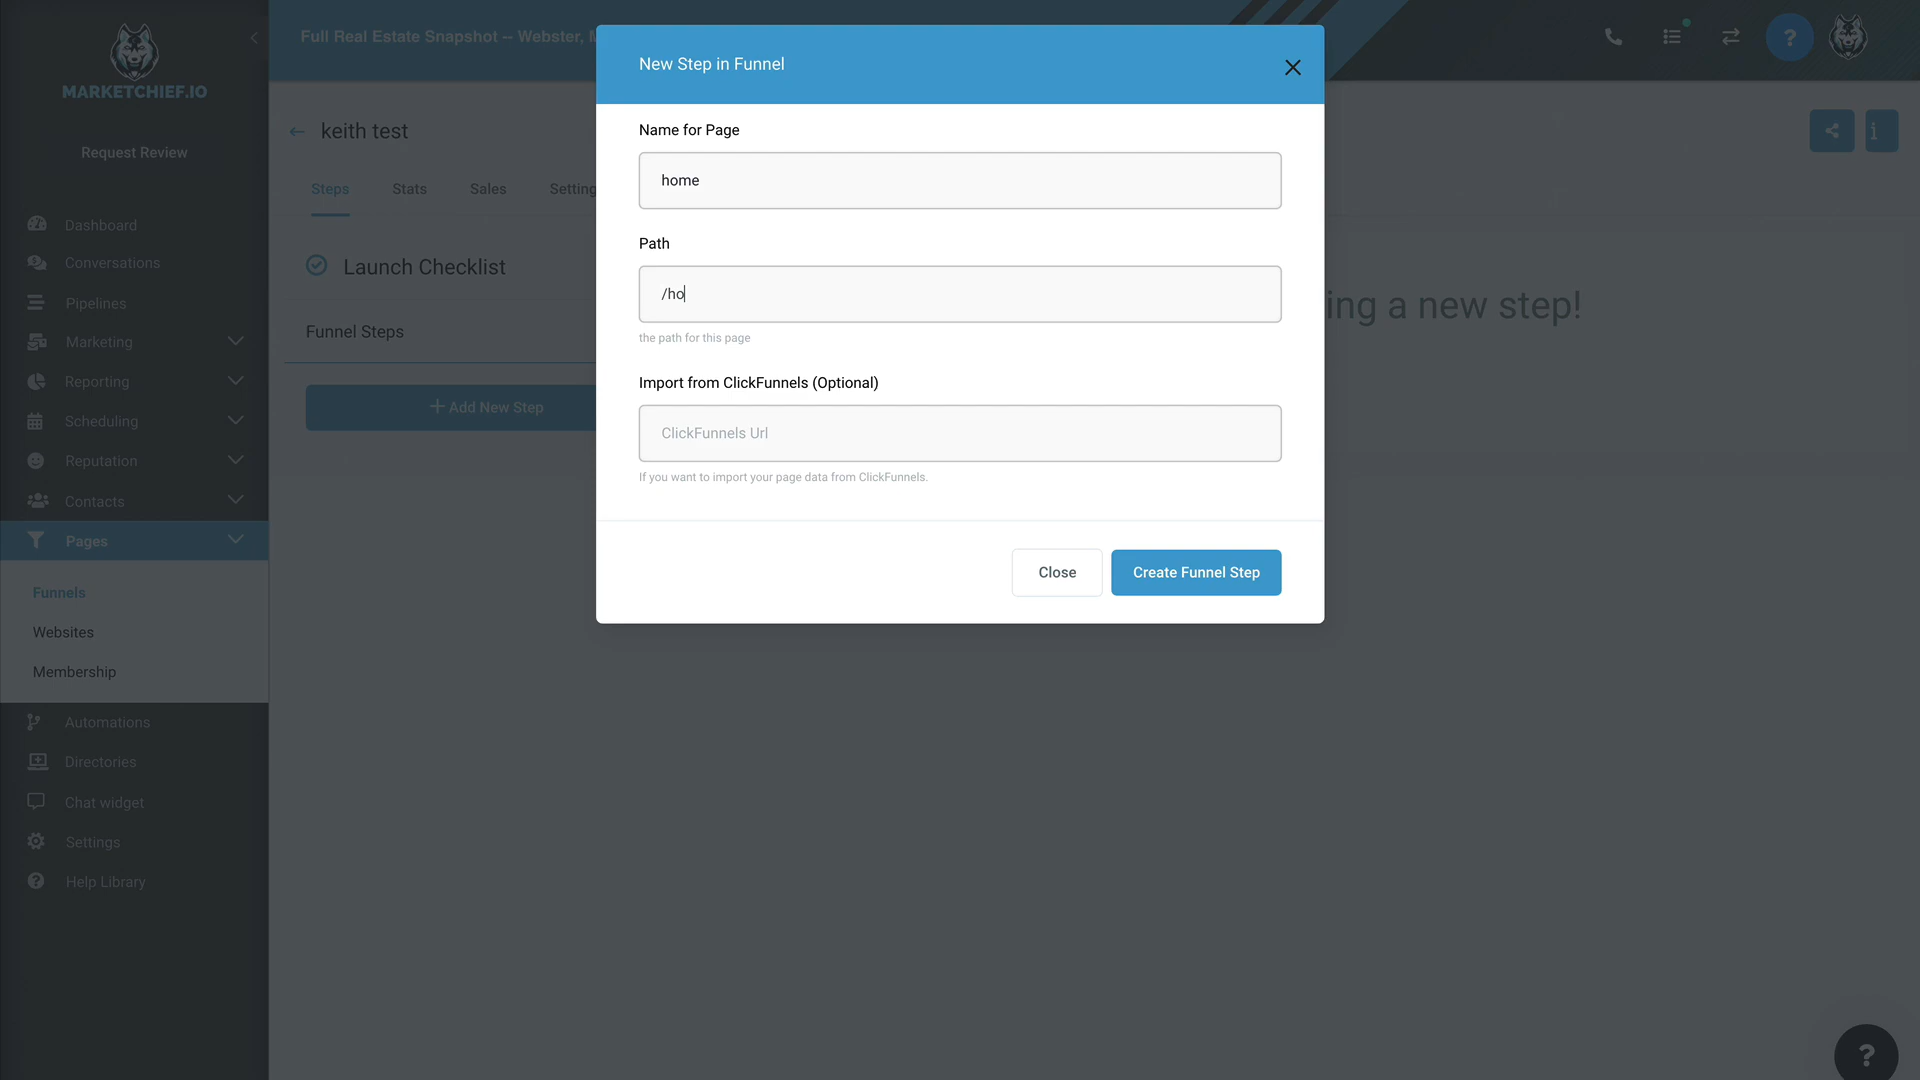 MARKETCHIEF.IO
Request Review
Dashboard
Conversations
Pipelines
Marketing
Reporting
Scheduling
Reputation
Contacts
Pages
Funnels
Websites
Membership
Automations
Directories
Chat widget
Settings
Help Library
Full Real Estate Snapshot -- Webster,
keith test
Steps Stats Sales Setting
Launch Checklist
Funnel Steps
+ Add New Step
ing a new step!
New Step in Funnel
Name for Page
home
Path
/ho
the path for this page
Import from ClickFunnels (Optional)
ClickFunnels Url
If you want to import your page data from ClickFunnels.
Close Create Funnel Step